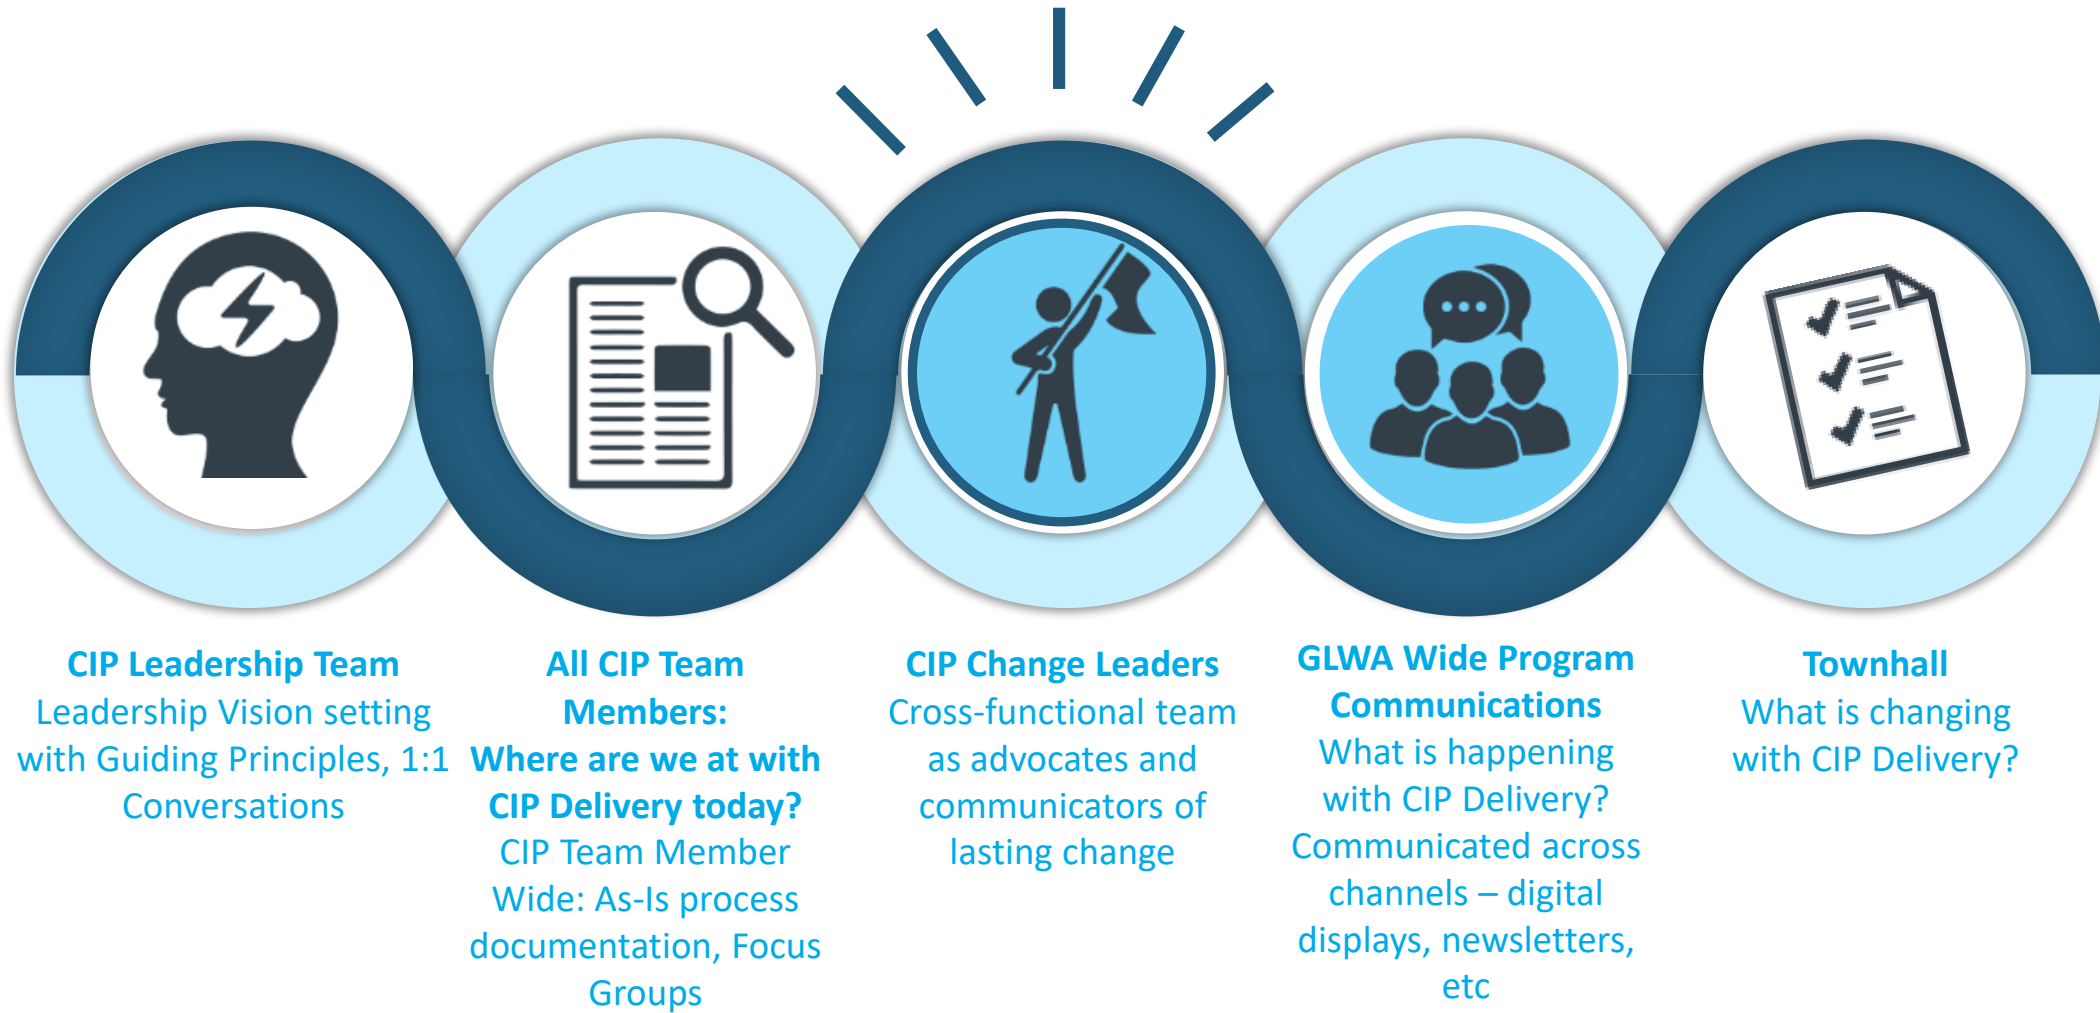 CIP Leadership Team
Leadership Vision setting
with Guiding Principles, 1:1
Conversations
All CIP Team
Members:
Where are we at with
CIP Delivery today?
CIP Team Member
Wide: As-Is process
documentation, Focus
Groups
CIP Change Leaders
Cross-functional team
as advocates and
communicators of
lasting change
GLWA Wide Program
Communications
What is happening
with CIP Delivery?
Communicated across
channels – digital
displays, newsletters,
etc
Townhall
What is changing
with CIP Delivery?